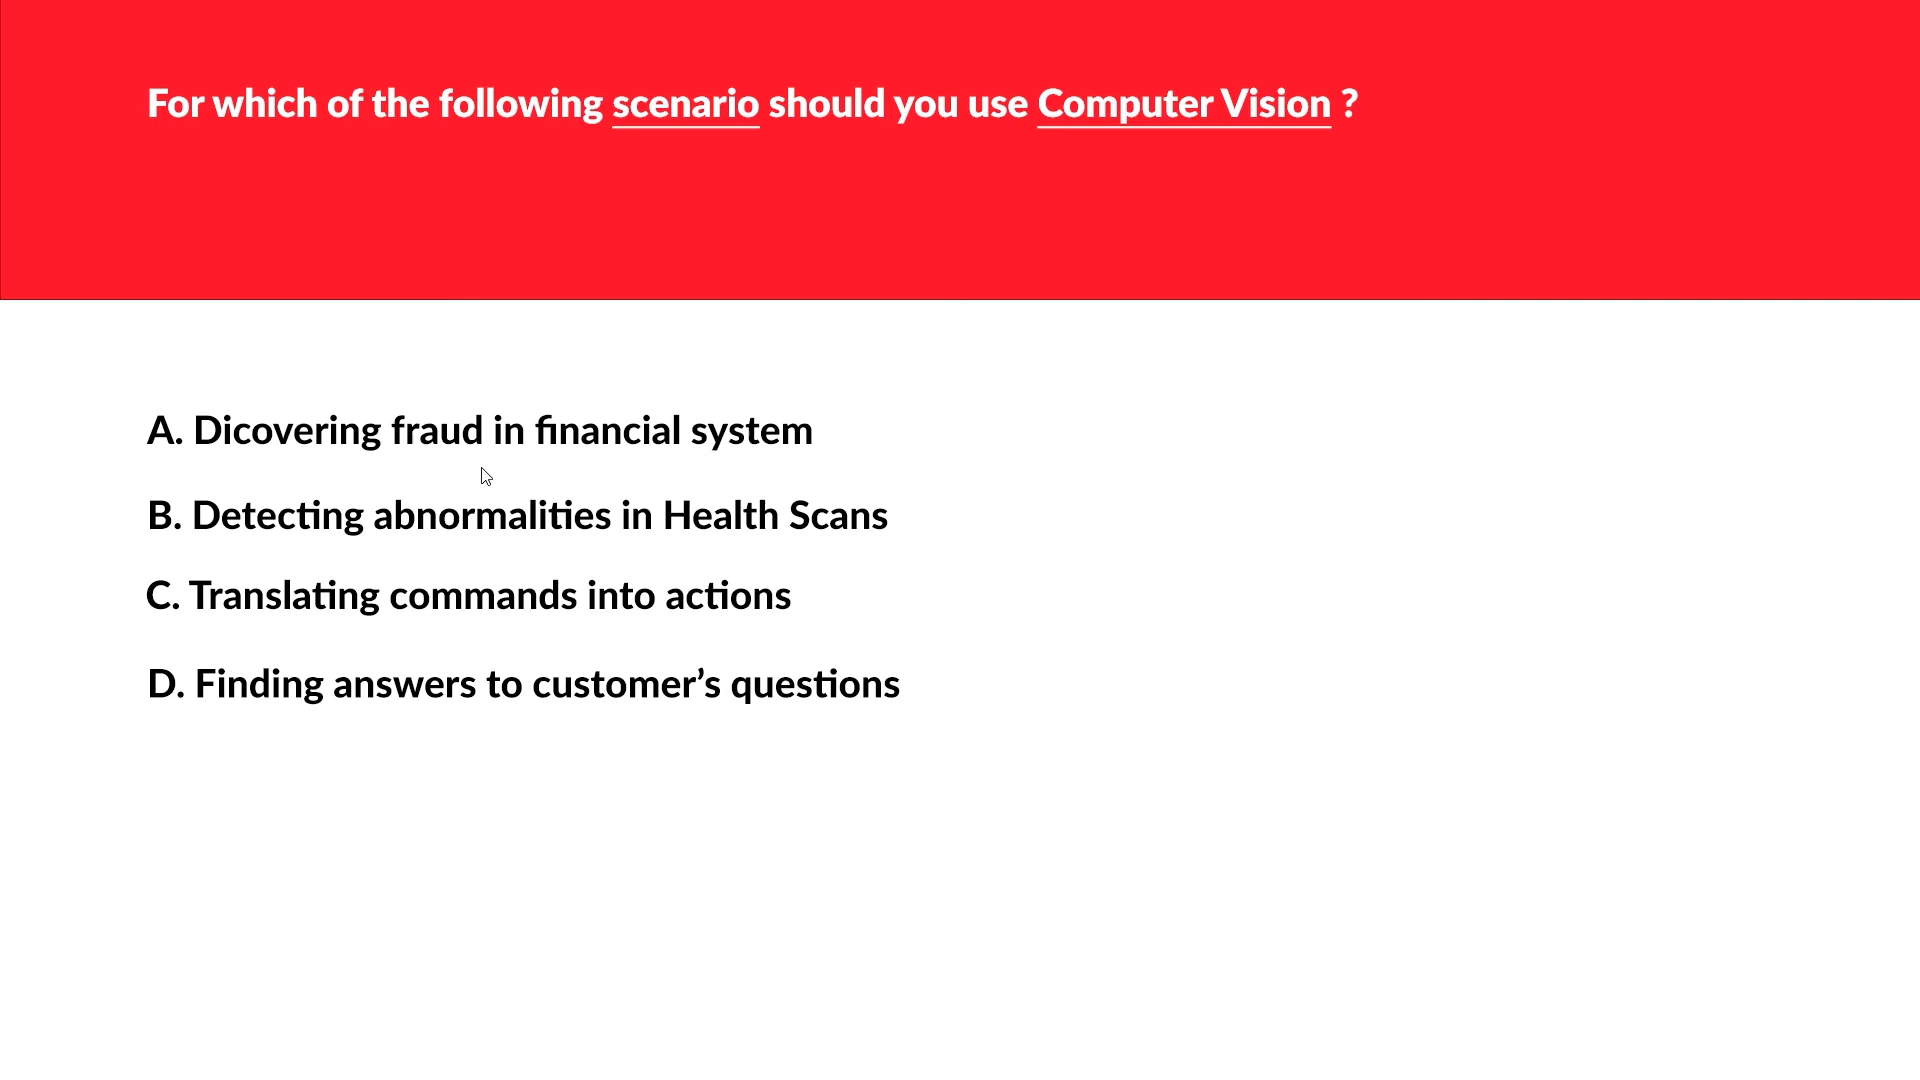 For which of the following scenario should you use Computer Vision ?
A. Dicovering fraud in financial system
B. Detecting abnormalities in Health Scans
C. Translating commands into actions
D. Finding answers to customer’s questions